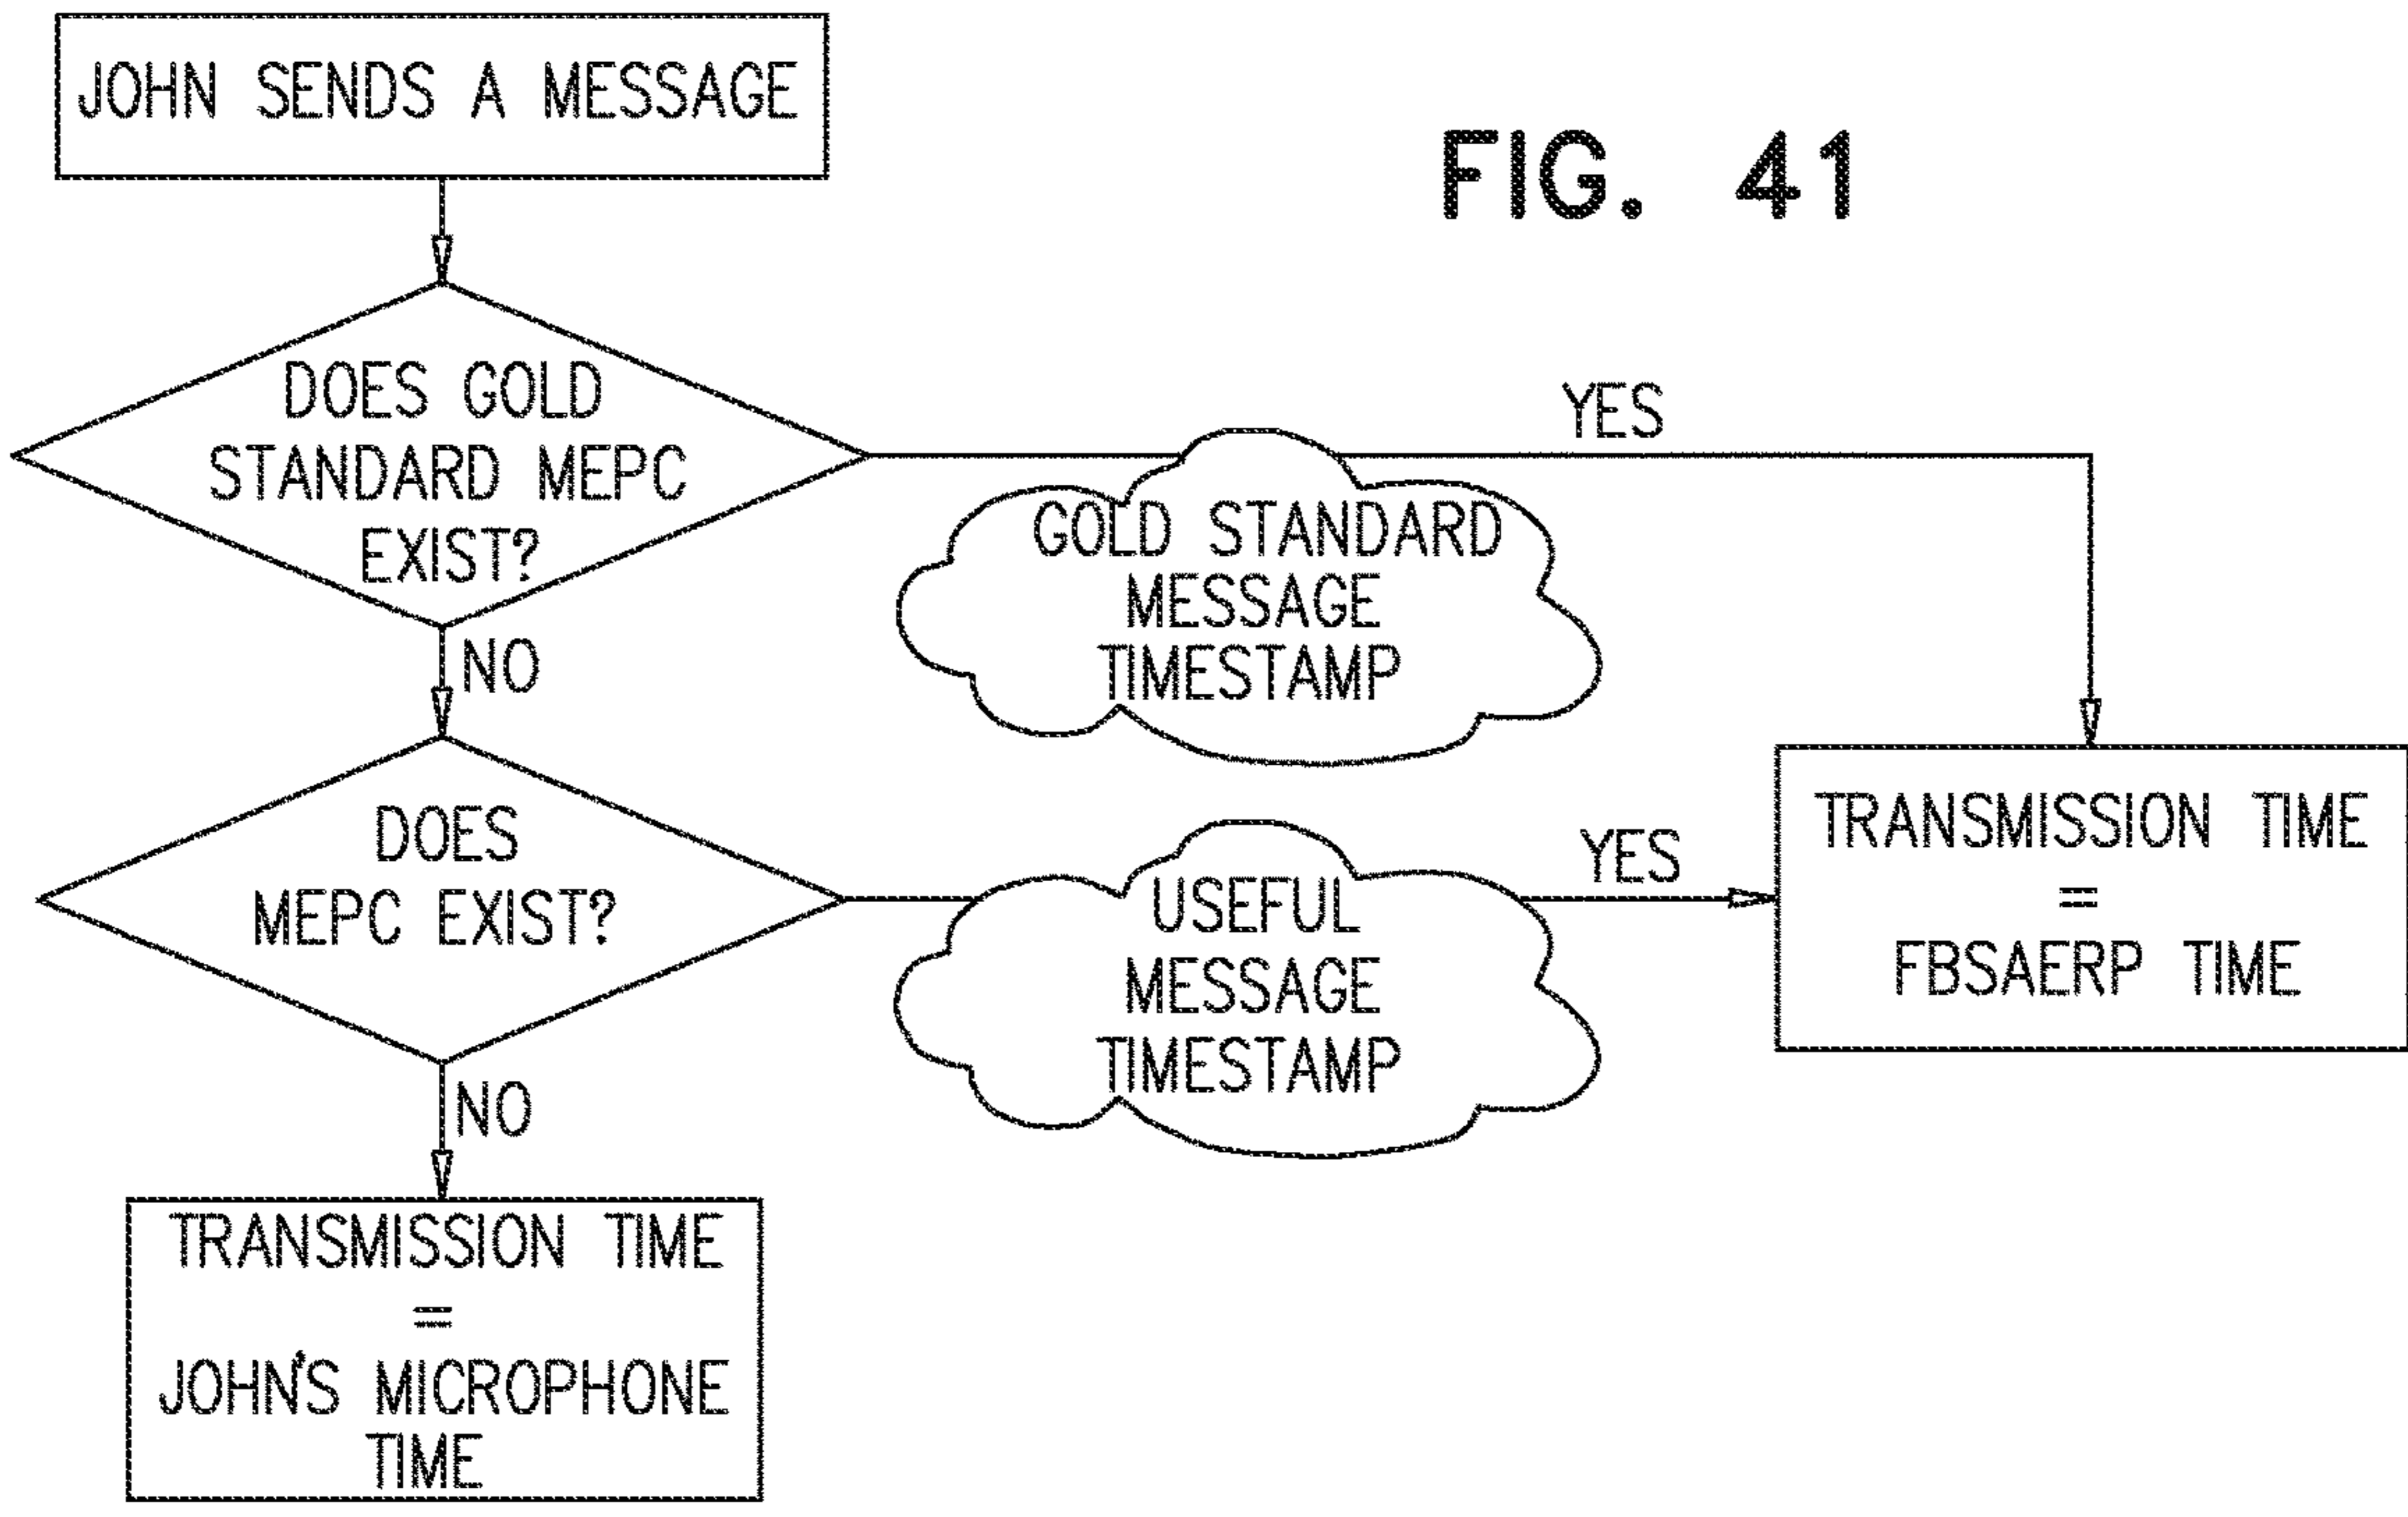 JOHN SENDS A MESSAGE
FIG. 41
DOES GOLD
STANDARD MEPC
EXIST?
YES
GOLD STANDARD
MESSAGE
TIMESTAMP
NO
DOES
MEPC EXIST?
USEFUL
MESSAGE
TIMESTAMP
YES
TRANSMISSION TIME
=
FBSAERP TIME
NO
TRANSMISSION TIME
=
JOHN'S MICROPHONE
TIME